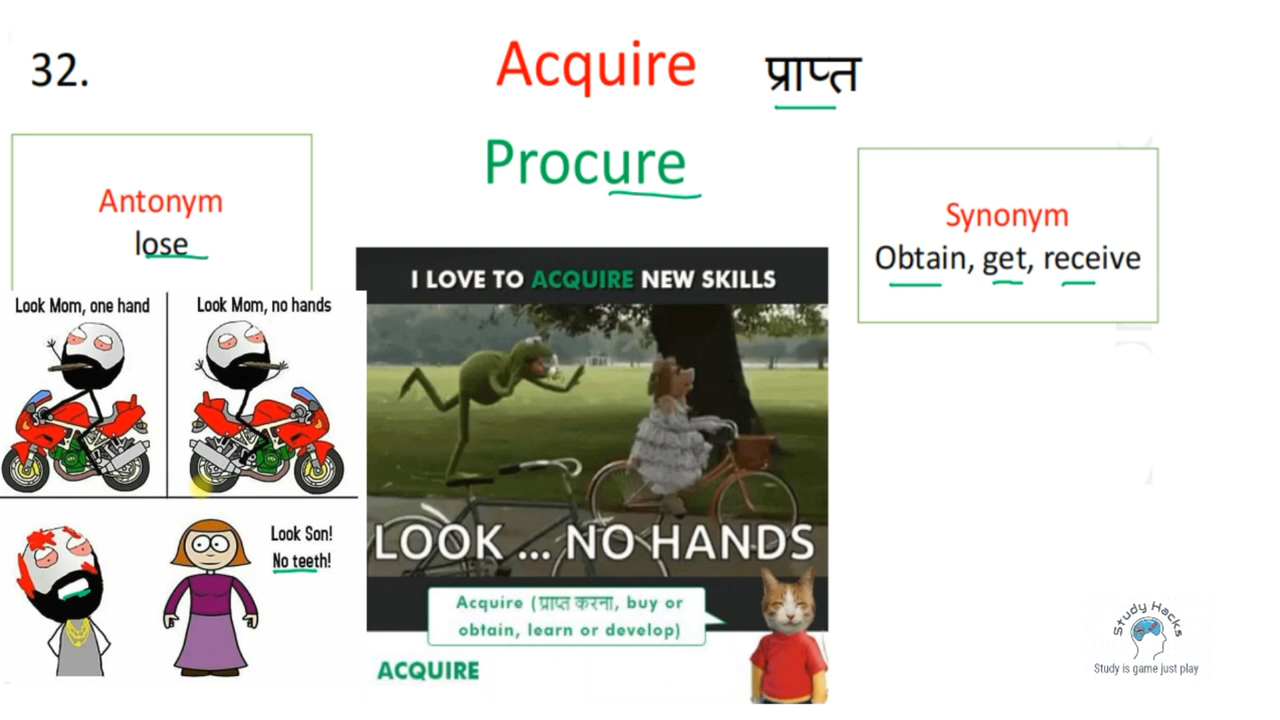 32.
Acquire प्राप्त
Procure
Antonym
lose
Synonym
Obtain, get, receive
Look Mom, one hand
Look Mom, no hands
Look Son!
No teeth!
I LOVE TO ACQUIRE NEW SKILLS
LOOK ... NO HANDS
Acquire (प्राप्त करना, buy or
obtain, learn or develop)
ACQUIRE
Study Hacks
Study is game just play